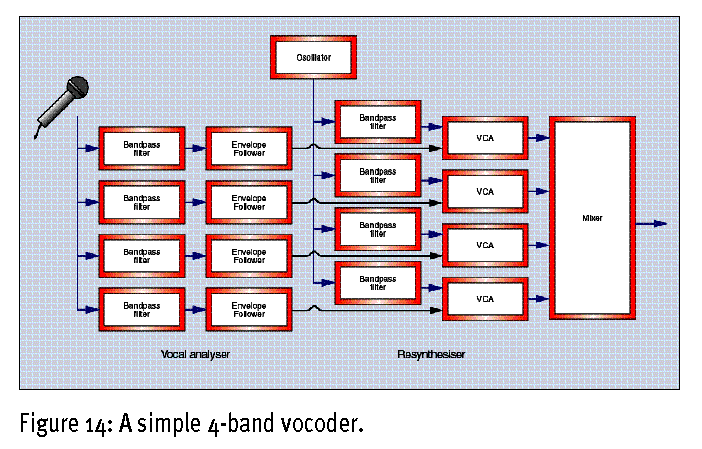 Oscillator
Bandpass
filter
VCA
Bandpass
filter
Envelope
Follower
Bandpass
filter
VCA
Bandpass
filter
Envelope
Follower
Mixer
Bandpass
filter
VCA
Bandpass
filter
Envelope
Follower
Bandpass
filter
VCA
Bandpass
filter
Envelope
Follower
Vocal analyser
Resynthesiser
Figure 14: A simple 4-band vocoder.